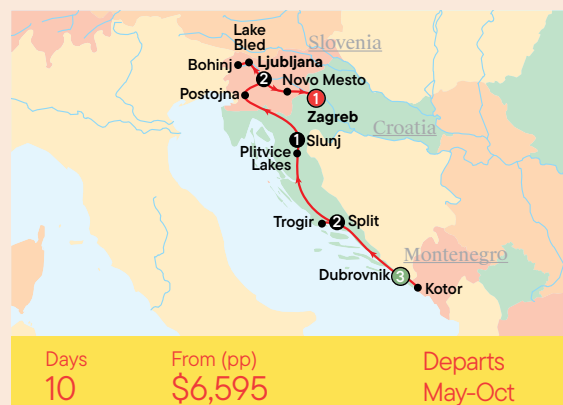 Lake
Bled
Slovenia
Bohinj
Ljubljana
2
Novo Mesto
Postojna
1
Zagreb
Croatia
1
Slunj
Plitvice
Lakes
Trogir
2
Split
Montenegro
Dubrovnik
3
Kotor
Days
10
From (pp)
$6,595
Departs
May-Oct